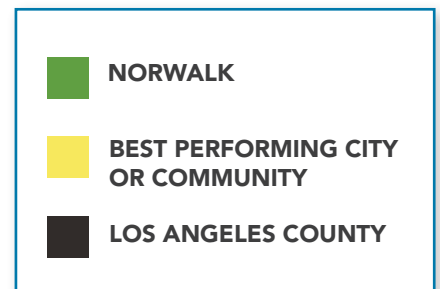 NORWALK
BEST PERFORMING CITY
OR COMMUNITY
LOS ANGELES COUNTY